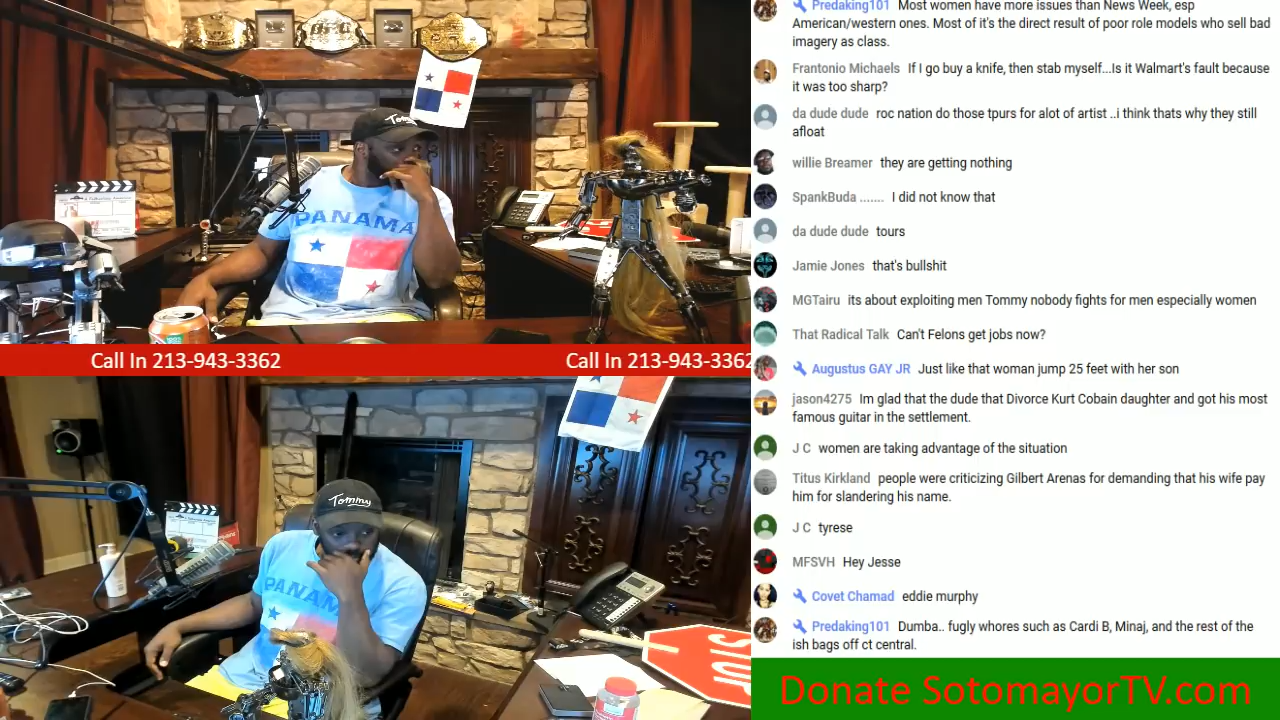 Tommy
PANAMA
Call In 213-943-3362
Call In 213-943-3362
Tommy
PANAMA
STOP
Predaking101 Most women have more issues than News Week, esp
American/western ones. Most of it's the direct result of poor role models who sell bad
imagery as class.
Frantonio Michaels If I go buy a knife, then stab myself...Is it Walmart's fault because
it was too sharp?
da dude dude roc nation do those tpurs for alot of artist ..i think thats why they still
afloat
willie Breamer they are getting nothing
SpankBuda ....... I did not know that
da dude dude tours
Jamie Jones that's bullshit
MGTairu its about exploiting men Tommy nobody fights for men especially women
That Radical Talk Can't Felons get jobs now?
Augustus GAY JR Just like that woman jump 25 feet with her son
jason4275 Im glad that the dude that Divorce Kurt Cobain daughter and got his most
famous guitar in the settlement.
J C women are taking advantage of the situation
Titus Kirkland people were criticizing Gilbert Arenas for demanding that his wife pay
him for slandering his name.
J C tyrese
MFSVH Hey Jesse
Covet Chamad eddie murphy
Predaking101 Dumba.. fugly whores such as Cardi B, Minaj, and the rest of the
ish bags off ct central.
Donate SotomayorTV.com